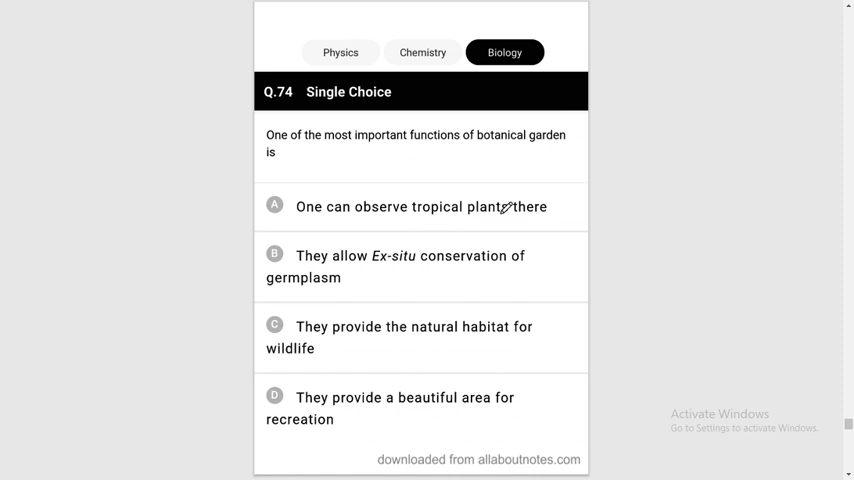 Physics Chemistry Biology
Q.74 Single Choice
One of the most important functions of botanical garden
is
A One can observe tropical plants there
B They allow Ex-situ conservation of
germplasm
C They provide the natural habitat for
wildlife
D They provide a beautiful area for
recreation
Activate Windows
Go to Settings to activate Windows.
downloaded from allaboutnotes.com